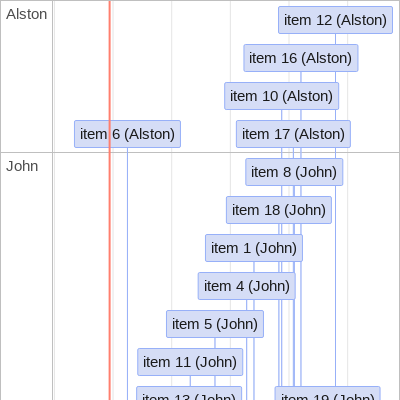 Alston
item 12 (Alston)
item 16 (Alston)
item 10 (Alston)
item 6 (Alston)
item 17 (Alston)
John
item 8 (John)
item 18 (John)
item 1 (John)
item 4 (John)
item 5 (John)
item 11 (John)
item 13 (John)
item 19 (John)